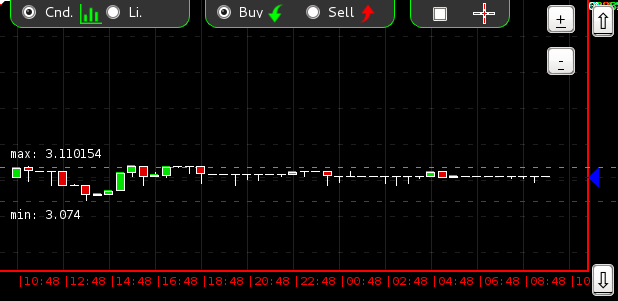 Cnd. Li. Buy Sell
+
-
max: 3.110154
min: 3.074
|10:48 |12:48 |14:48 |16:48 |18:48 |20:48 |22:48 |00:48 |02:48 |04:48 |06:48 |08:48 |10